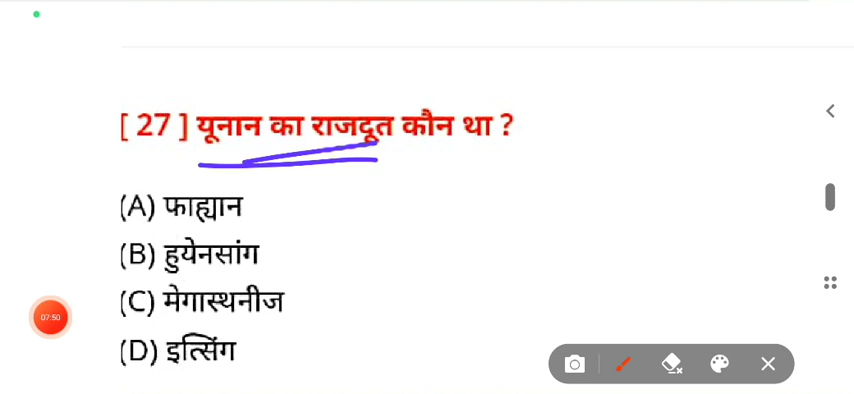 [ 27 ] यूनान का राजदूत कौन था ?
(A) फाह्यान
(B) हुयेनसांग
(C) मेगास्थनीज
07:50
(D) इत्सिंग